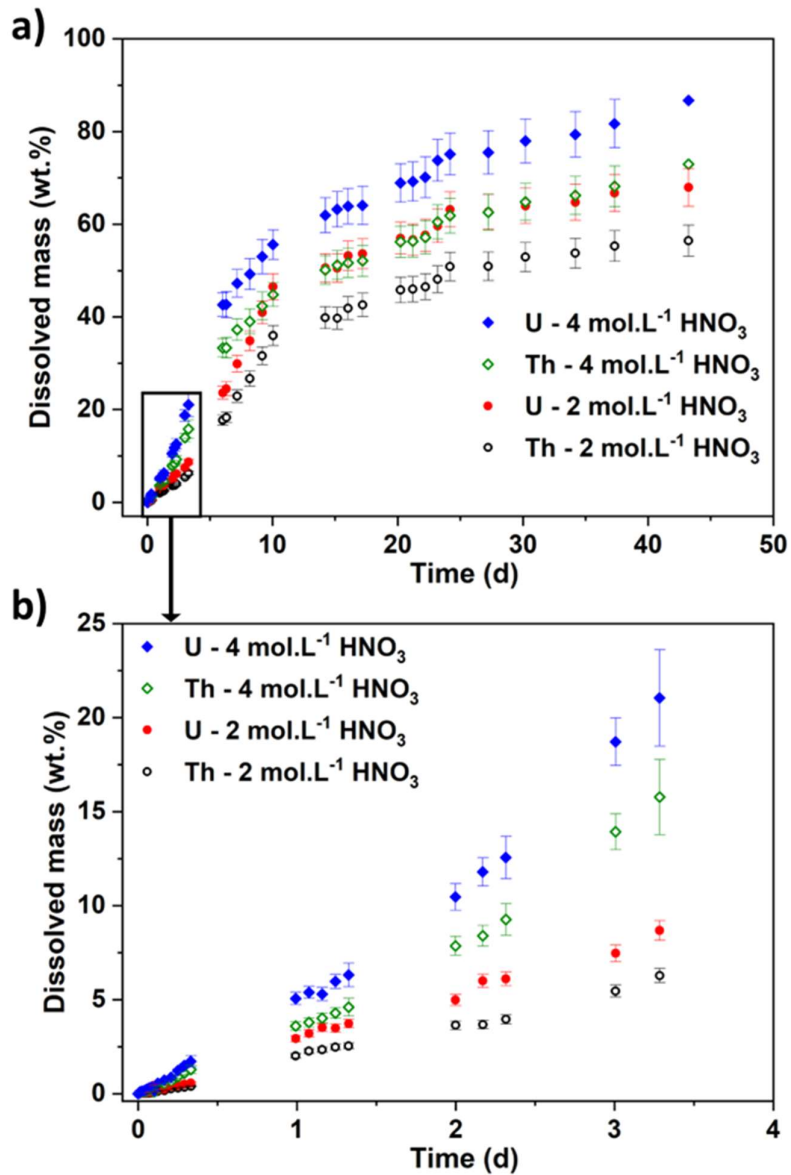 a)
100
80
60
40
20
0
Dissolved mass (wt.%)
U - 4 mol.L⁻¹ HNO₃
Th - 4 mol.L⁻¹ HNO₃
U - 2 mol.L⁻¹ HNO₃
Th - 2 mol.L⁻¹ HNO₃
0 10 20 30 40 50
Time (d)
b)
25
20
15
10
5
0
Dissolved mass (wt.%)
U - 4 mol.L⁻¹ HNO₃
Th - 4 mol.L⁻¹ HNO₃
U - 2 mol.L⁻¹ HNO₃
Th - 2 mol.L⁻¹ HNO₃
0 1 2 3 4
Time (d)